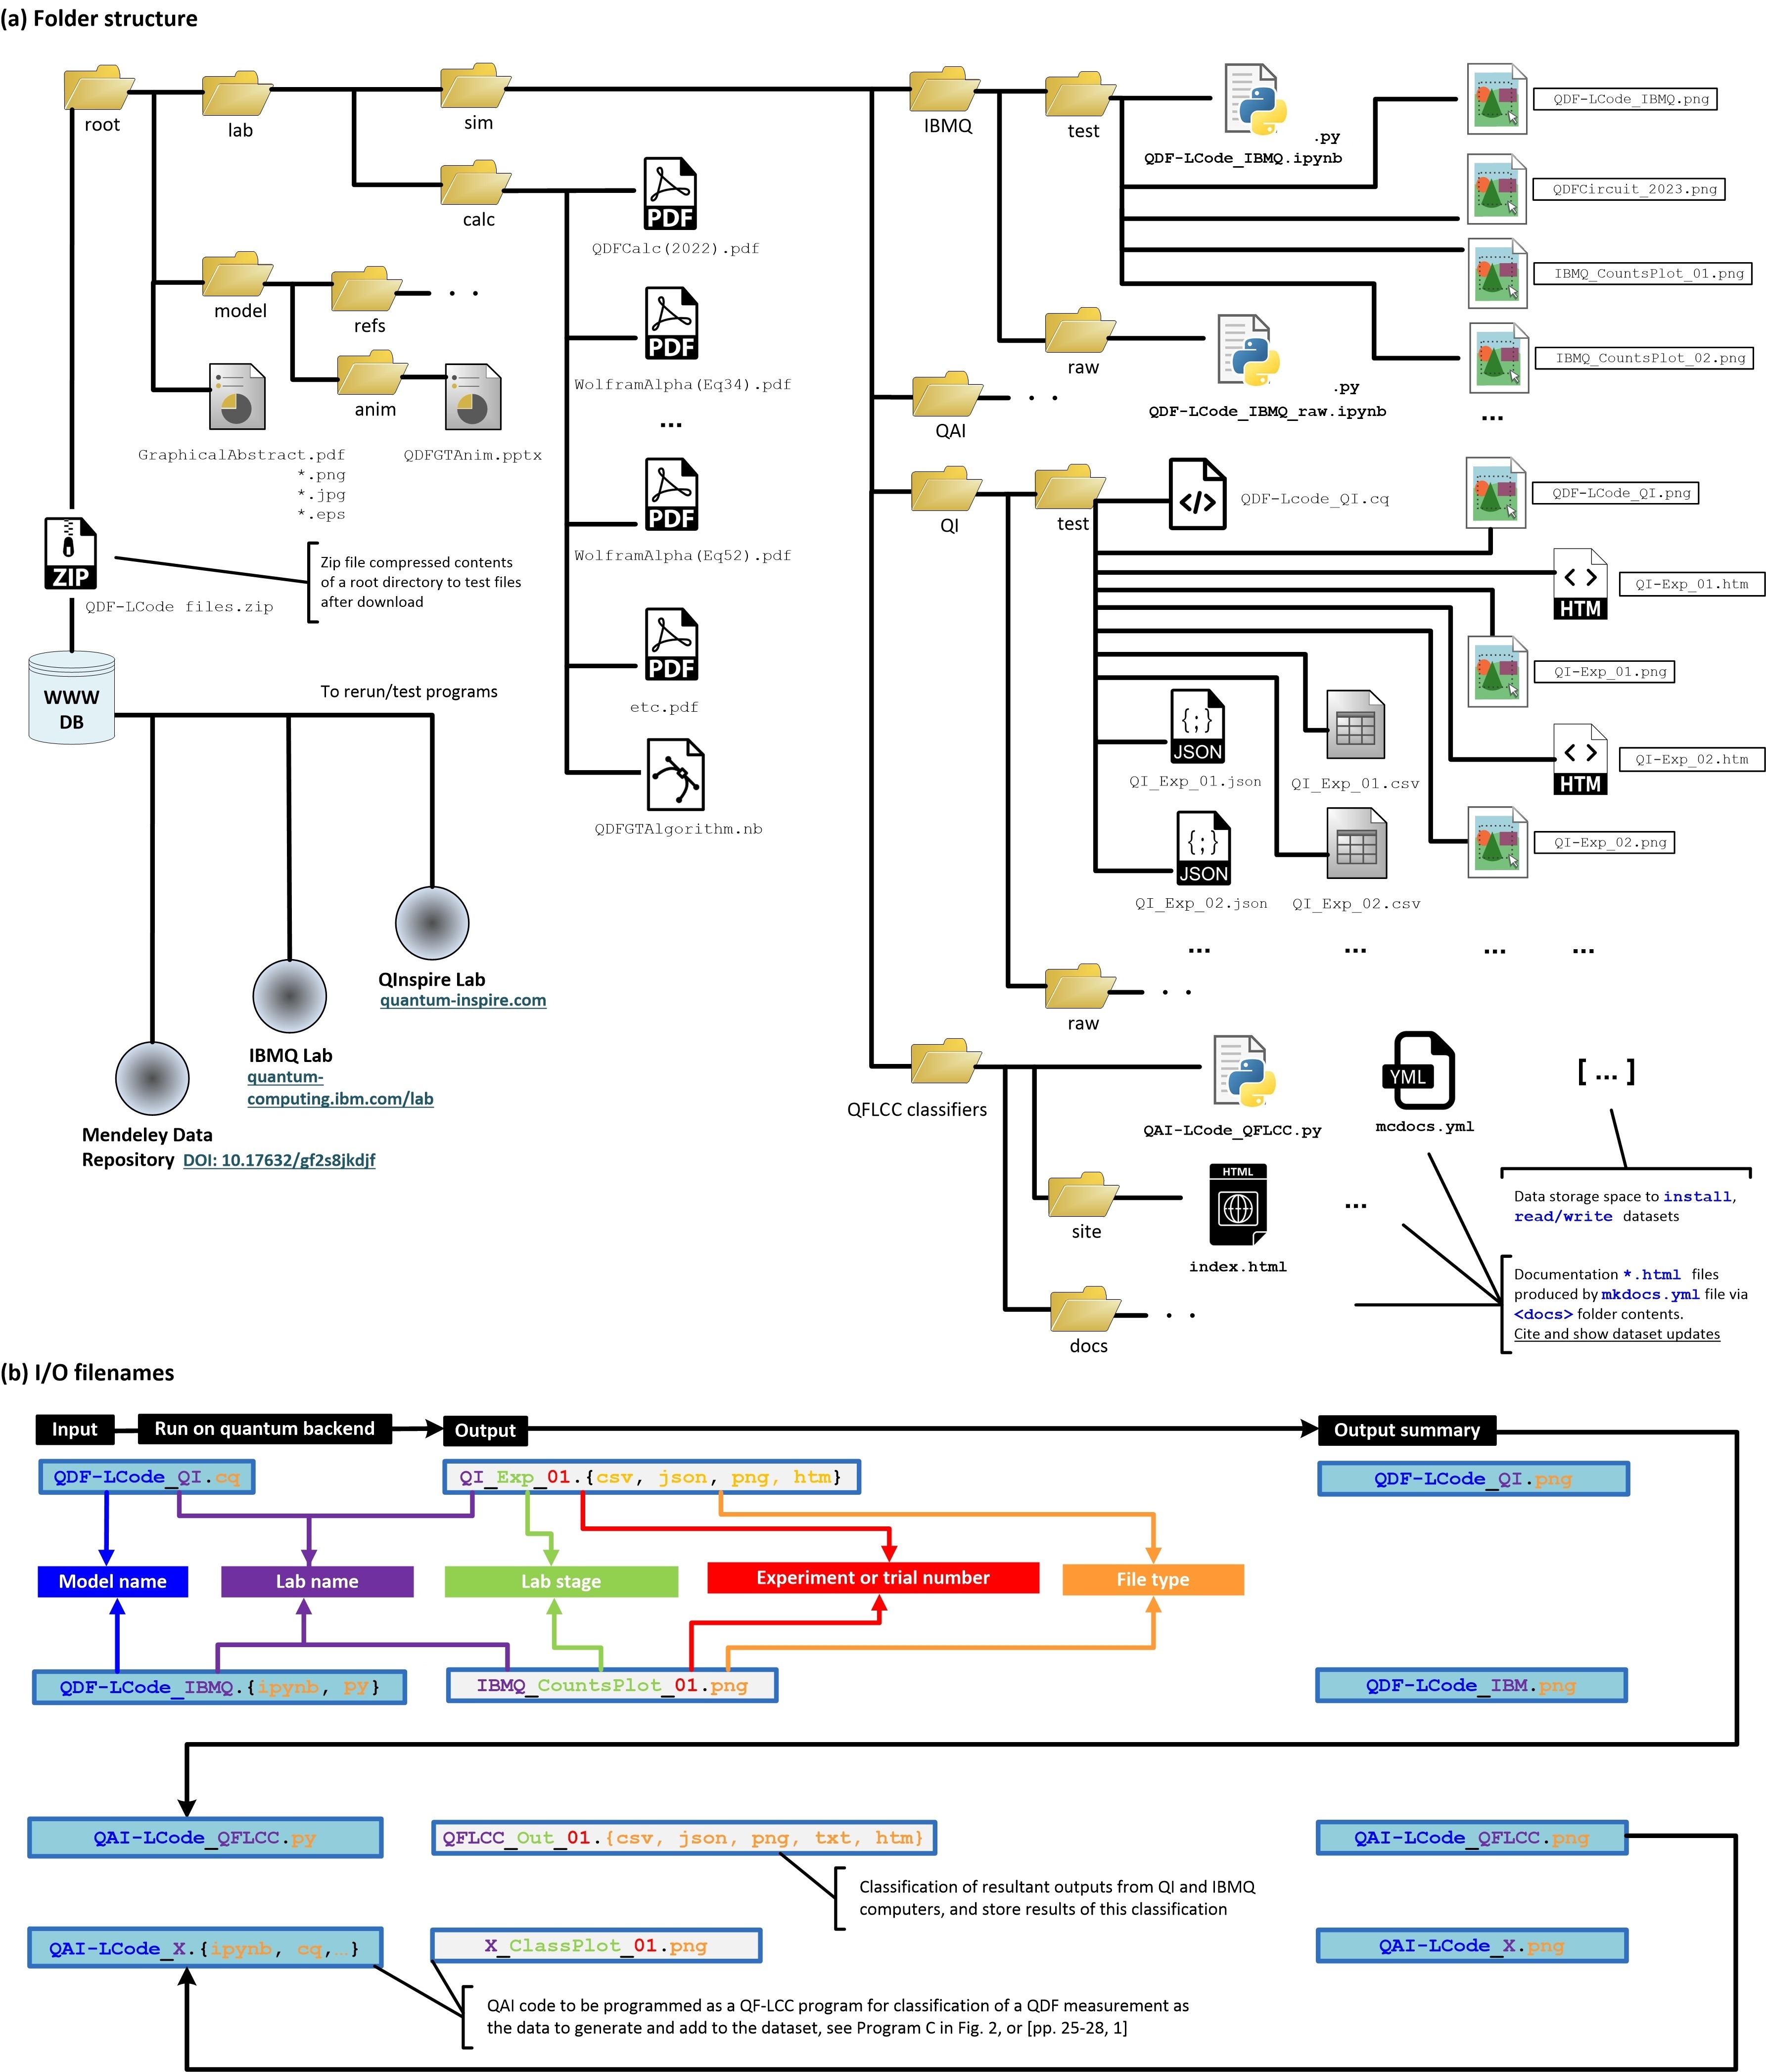 (a) Folder structure
root
lab
sim
IBMQ
test
.py
QDF-LCode_IBMQ.ipynb
QDF-LCode_IBMQ.png
QDFCircuit_2023.png
IBMQ_CountsPlot_01.png
IBMQ_CountsPlot_02.png
...
calc
PDF
QDFCalc(2022).pdf
PDF
WolframAlpha(Eq34).pdf
...
PDF
WolframAlpha(Eq52).pdf
PDF
etc.pdf
QDFGTAlgorithm.nb
model
refs
. .
anim
GraphicalAbstract.pdf
*.png
*.jpg
*.eps
QDFGTAnim.pptx
raw
.py
QDF-LCode_IBMQ_raw.ipynb
QAI
. .
QI
test
</>
QDF-Lcode_QI.cq
QDF-LCode_QI.png
< >
HTM
QI-Exp_01.htm
QI-Exp_01.png
< >
HTM
QI-Exp_02.htm
QI-Exp_02.png
{;}
JSON
QI_Exp_01.json
QI_Exp_01.csv
{;}
JSON
QI_Exp_02.json
QI_Exp_02.csv
... ... ... ...
raw
. .
ZIP
QDF-LCode files.zip
Zip file compressed contents
of a root directory to test files
after download
WWW
DB
To rerun/test programs
QInspire Lab
quantum-inspire.com
IBMQ Lab
quantum-
computing.ibm.com/lab
Mendeley Data
Repository DOI: 10.17632/gf2s8jkdjf
QFLCC classifiers
QAI-LCode_QFLCC.py
YML
mcdocs.yml
[ ... ]
site
HTML
index.html
...
Data storage space to install,
read/write datasets
docs
. .
Documentation *.html files
produced by mkdocs.yml file via
<docs> folder contents.
Cite and show dataset updates
(b) I/O filenames
Input
Run on quantum backend
Output
Output summary
QDF-LCode_QI.cq
QI_Exp_01.{csv, json, png, htm}
QDF-LCode_QI.png
Model name
Lab name
Lab stage
Experiment or trial number
File type
QDF-LCode_IBMQ.{ipynb, py}
IBMQ_CountsPlot_01.png
QDF-LCode_IBM.png
QAI-LCode_QFLCC.py
QFLCC_Out_01.{csv, json, png, txt, htm}
QAI-LCode_QFLCC.png
Classification of resultant outputs from QI and IBMQ
computers, and store results of this classification
QAI-LCode_X.{ipynb, cq,…}
X_ClassPlot_01.png
QAI-LCode_X.png
QAI code to be programmed as a QF-LCC program for classification of a QDF measurement as
the data to generate and add to the dataset, see Program C in Fig. 2, or [pp. 25-28, 1]